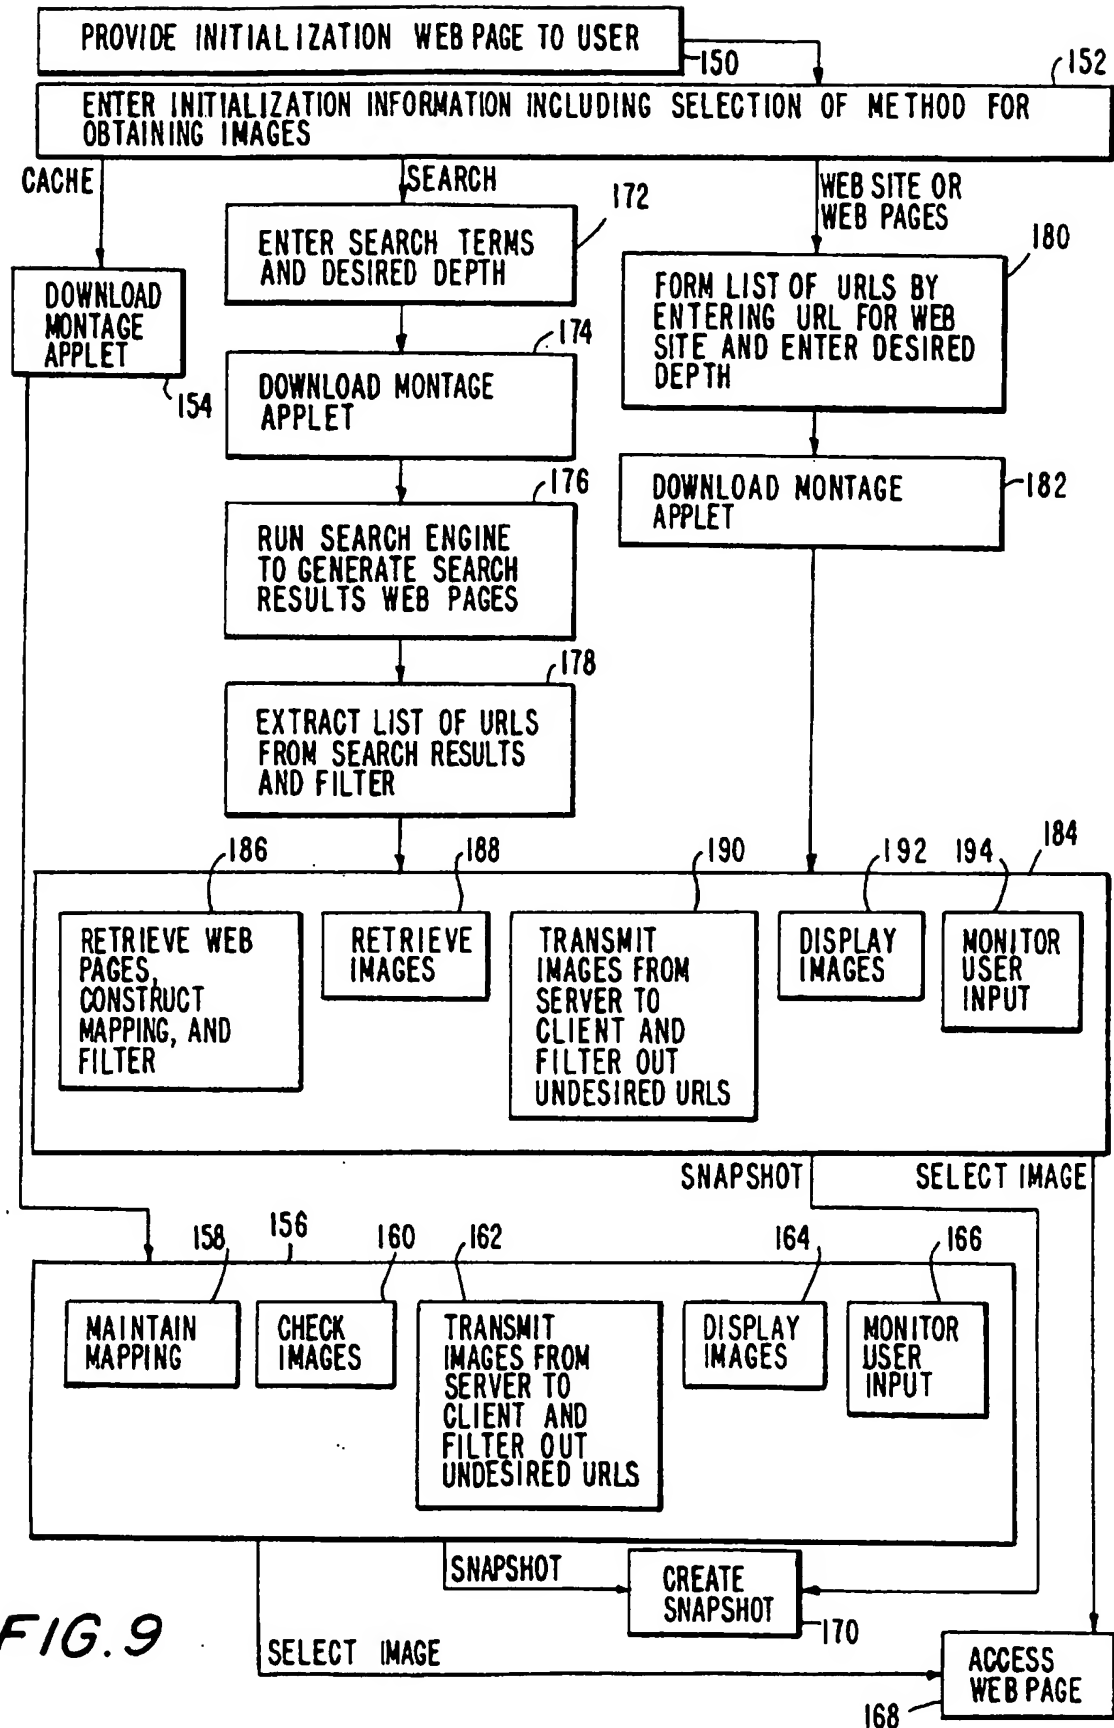 PROVIDE INITIALIZATION WEB PAGE TO USER
150
152
ENTER INITIALIZATION INFORMATION INCLUDING SELECTION OF METHOD FOR
OBTAINING IMAGES
CACHE
SEARCH
WEB SITE OR
WEB PAGES
DOWNLOAD
MONTAGE
APPLET
154
172
ENTER SEARCH TERMS
AND DESIRED DEPTH
174
DOWNLOAD MONTAGE
APPLET
176
RUN SEARCH ENGINE
TO GENERATE SEARCH
RESULTS WEB PAGES
178
EXTRACT LIST OF URLS
FROM SEARCH RESULTS
AND FILTER
180
FORM LIST OF URLS BY
ENTERING URL FOR WEB
SITE AND ENTER DESIRED
DEPTH
DOWNLOAD MONTAGE
APPLET
182
184
186
RETRIEVE WEB
PAGES,
CONSTRUCT
MAPPING, AND
FILTER
188
RETRIEVE
IMAGES
190
TRANSMIT
IMAGES FROM
SERVER TO
CLIENT AND
FILTER OUT
UNDESIRED URLS
192
DISPLAY
IMAGES
194
MONITOR
USER
INPUT
SNAPSHOT
SELECT IMAGE
156
158
MAINTAIN
MAPPING
160
CHECK
IMAGES
162
TRANSMIT
IMAGES FROM
SERVER TO
CLIENT AND
FILTER OUT
UNDESIRED URLS
164
DISPLAY
IMAGES
166
MONITOR
USER
INPUT
SNAPSHOT
CREATE
SNAPSHOT
170
SELECT IMAGE
ACCESS
WEB PAGE
168
FIG. 9